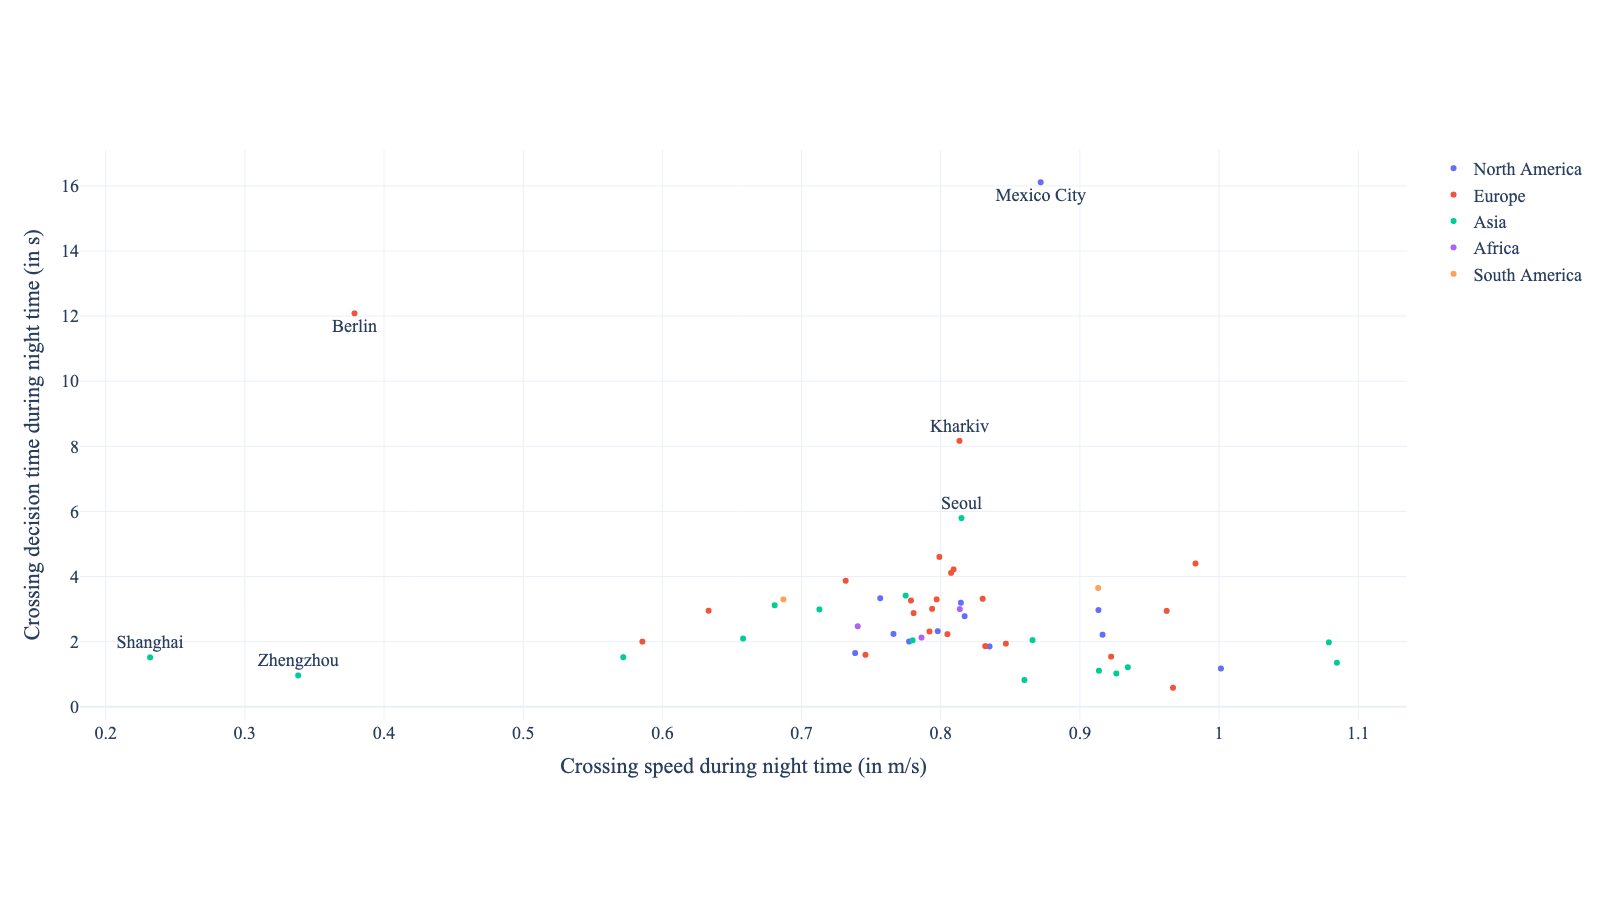 North America
Europe
Asia
Africa
South America
Crossing decision time during night time (in s)
16
14
12
10
8
6
4
2
0
Mexico City
Berlin
Kharkiv
Seoul
Shanghai
Zhengzhou
0.2 0.3 0.4 0.5 0.6 0.7 0.8 0.9 1 1.1
Crossing speed during night time (in m/s)